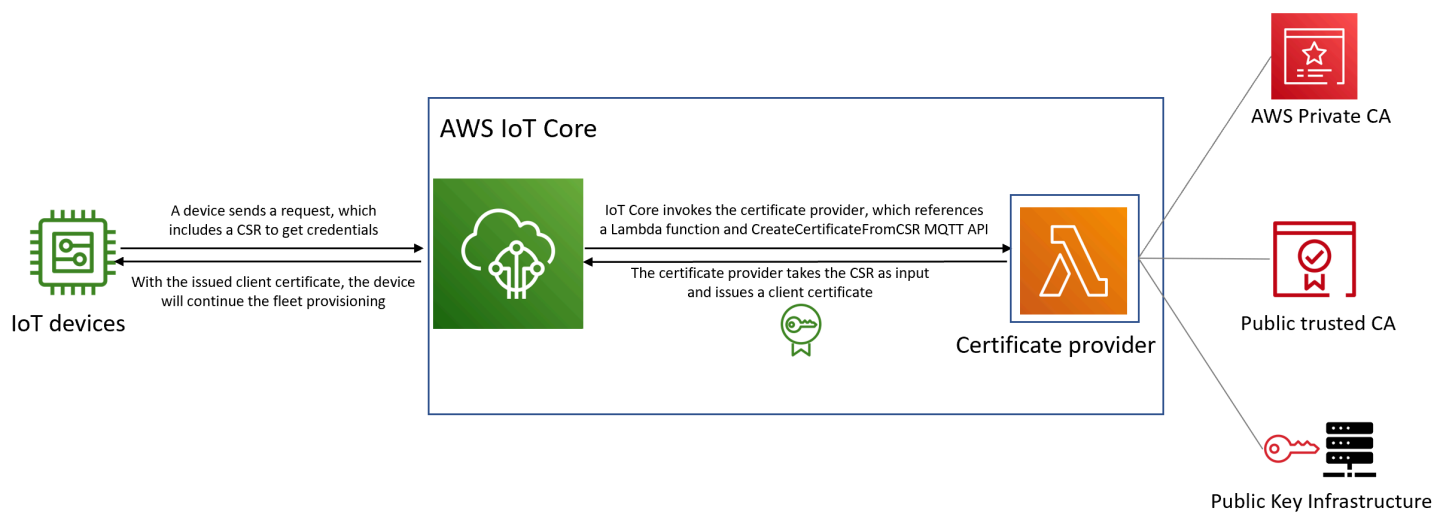 AWS Private CA
AWS IoT Core
A device sends a request, which
includes a CSR to get credentials
With the issued client certificate, the device
will continue the fleet provisioning
IoT devices
IoT Core invokes the certificate provider, which references
a Lambda function and CreateCertificateFromCSR MQTT API
The certificate provider takes the CSR as input
and issues a client certificate
Certificate provider
Public trusted CA
Public Key Infrastructure